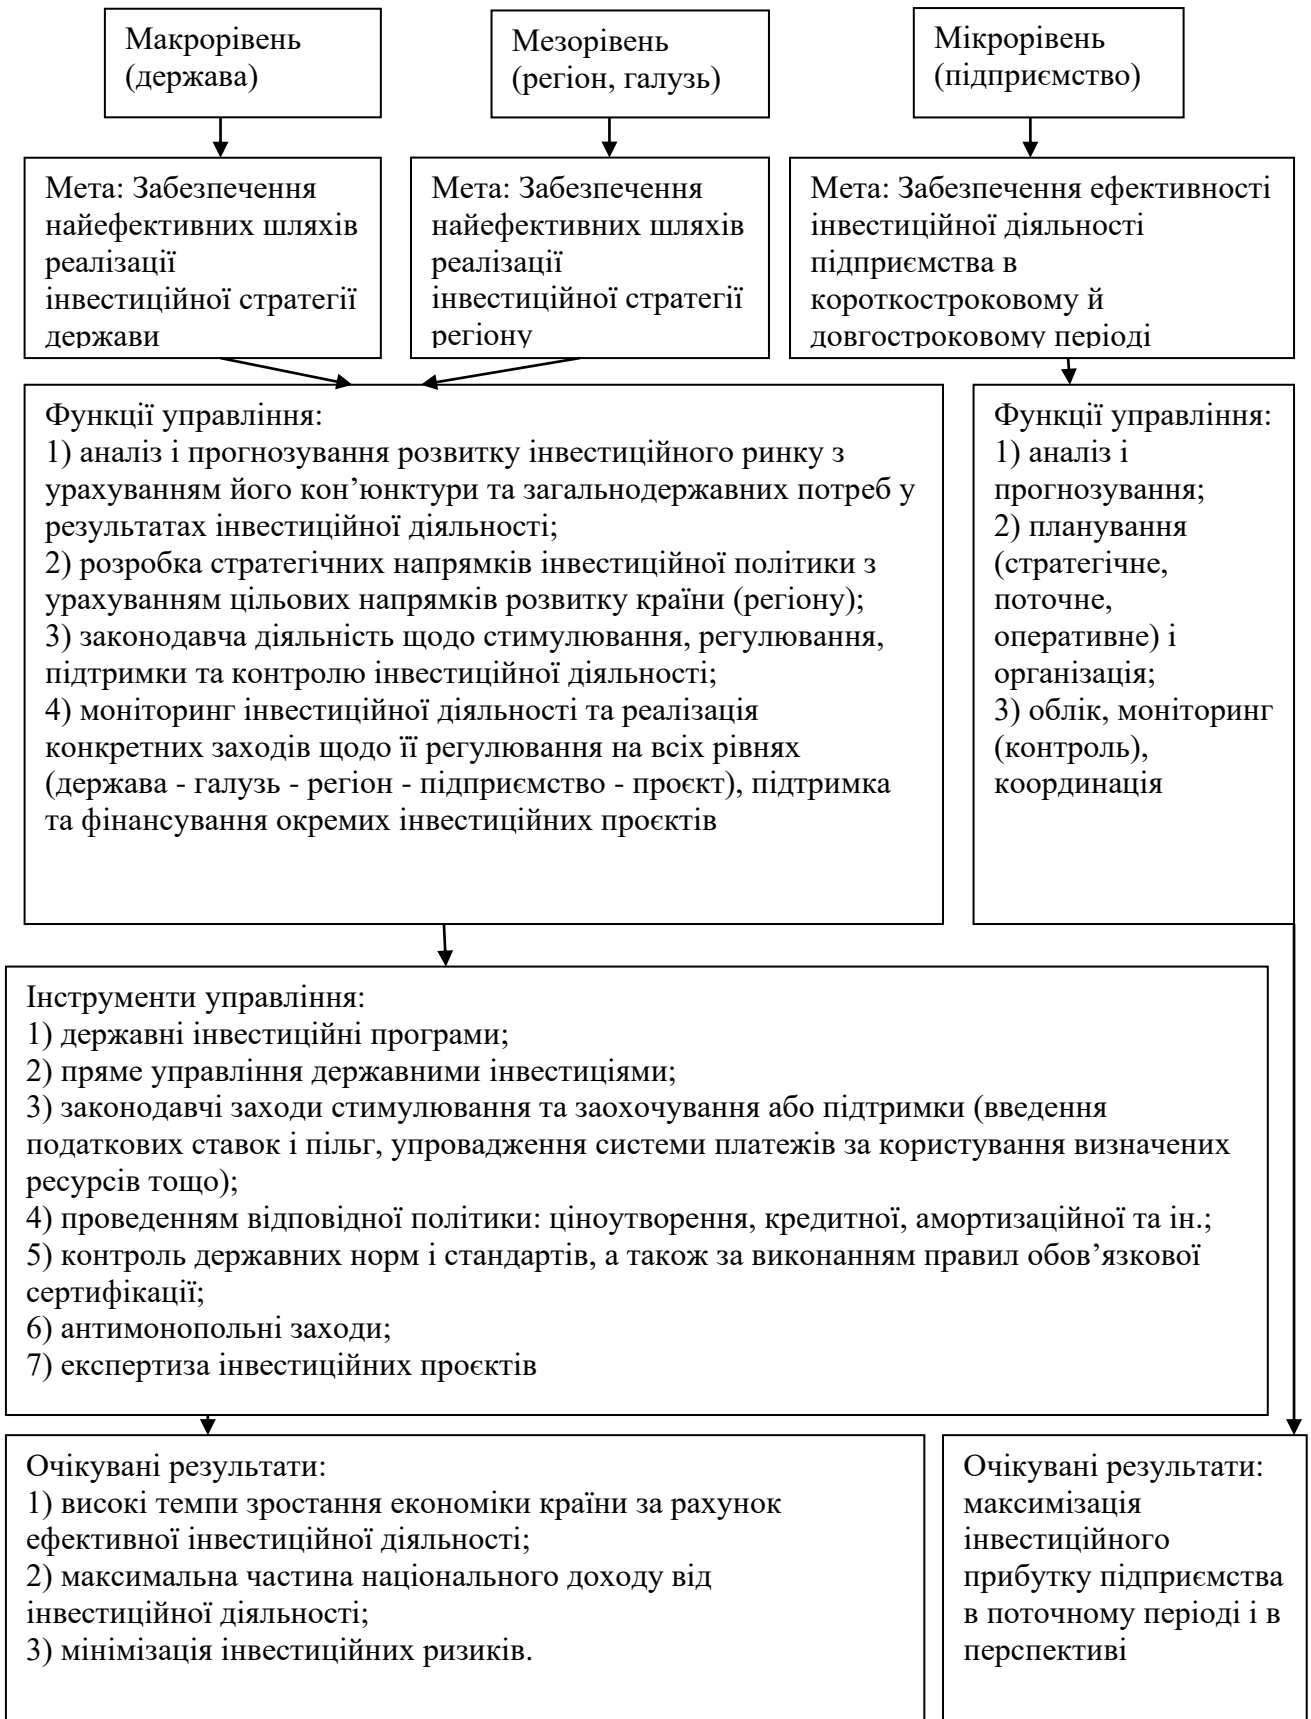 Макрорівень
(держава)
Мезорівень
(регіон, галузь)
Мікрорівень
(підприємство)
Мета: Забезпечення
найефективних шляхів
реалізації
інвестиційної стратегії
держави
Мета: Забезпечення
найефективних шляхів
реалізації
інвестиційної стратегії
регіону
Мета: Забезпечення ефективності
інвестиційної діяльності
підприємства в
короткостроковому й
довгостроковому періоді
Функції управління:
1) аналіз і прогнозування розвитку інвестиційного ринку з
урахуванням його кон’юнктури та загальнодержавних потреб у
результатах інвестиційної діяльності;
2) розробка стратегічних напрямків інвестиційної політики з
урахуванням цільових напрямків розвитку країни (регіону);
3) законодавча діяльність щодо стимулювання, регулювання,
підтримки та контролю інвестиційної діяльності;
4) моніторинг інвестиційної діяльності та реалізація
конкретних заходів щодо її регулювання на всіх рівнях
(держава - галузь - регіон - підприємство - проєкт), підтримка
та фінансування окремих інвестиційних проєктів
Функції управління:
1) аналіз і
прогнозування;
2) планування
(стратегічне,
поточне,
оперативне) і
організація;
3) облік, моніторинг
(контроль),
координація
Інструменти управління:
1) державні інвестиційні програми;
2) пряме управління державними інвестиціями;
3) законодавчі заходи стимулювання та заохочування або підтримки (введення
податкових ставок і пільг, упровадження системи платежів за користування визначених
ресурсів тощо);
4) проведенням відповідної політики: ціноутворення, кредитної, амортизаційної та ін.;
5) контроль державних норм і стандартів, а також за виконанням правил обов’язкової
сертифікації;
6) антимонопольні заходи;
7) експертиза інвестиційних проєктів
Очікувані результати:
1) високі темпи зростання економіки країни за рахунок
ефективної інвестиційної діяльності;
2) максимальна частина національного доходу від
інвестиційної діяльності;
3) мінімізація інвестиційних ризиків.
Очікувані результати:
максимізація
інвестиційного
прибутку підприємства
в поточному періоді і в
перспективі